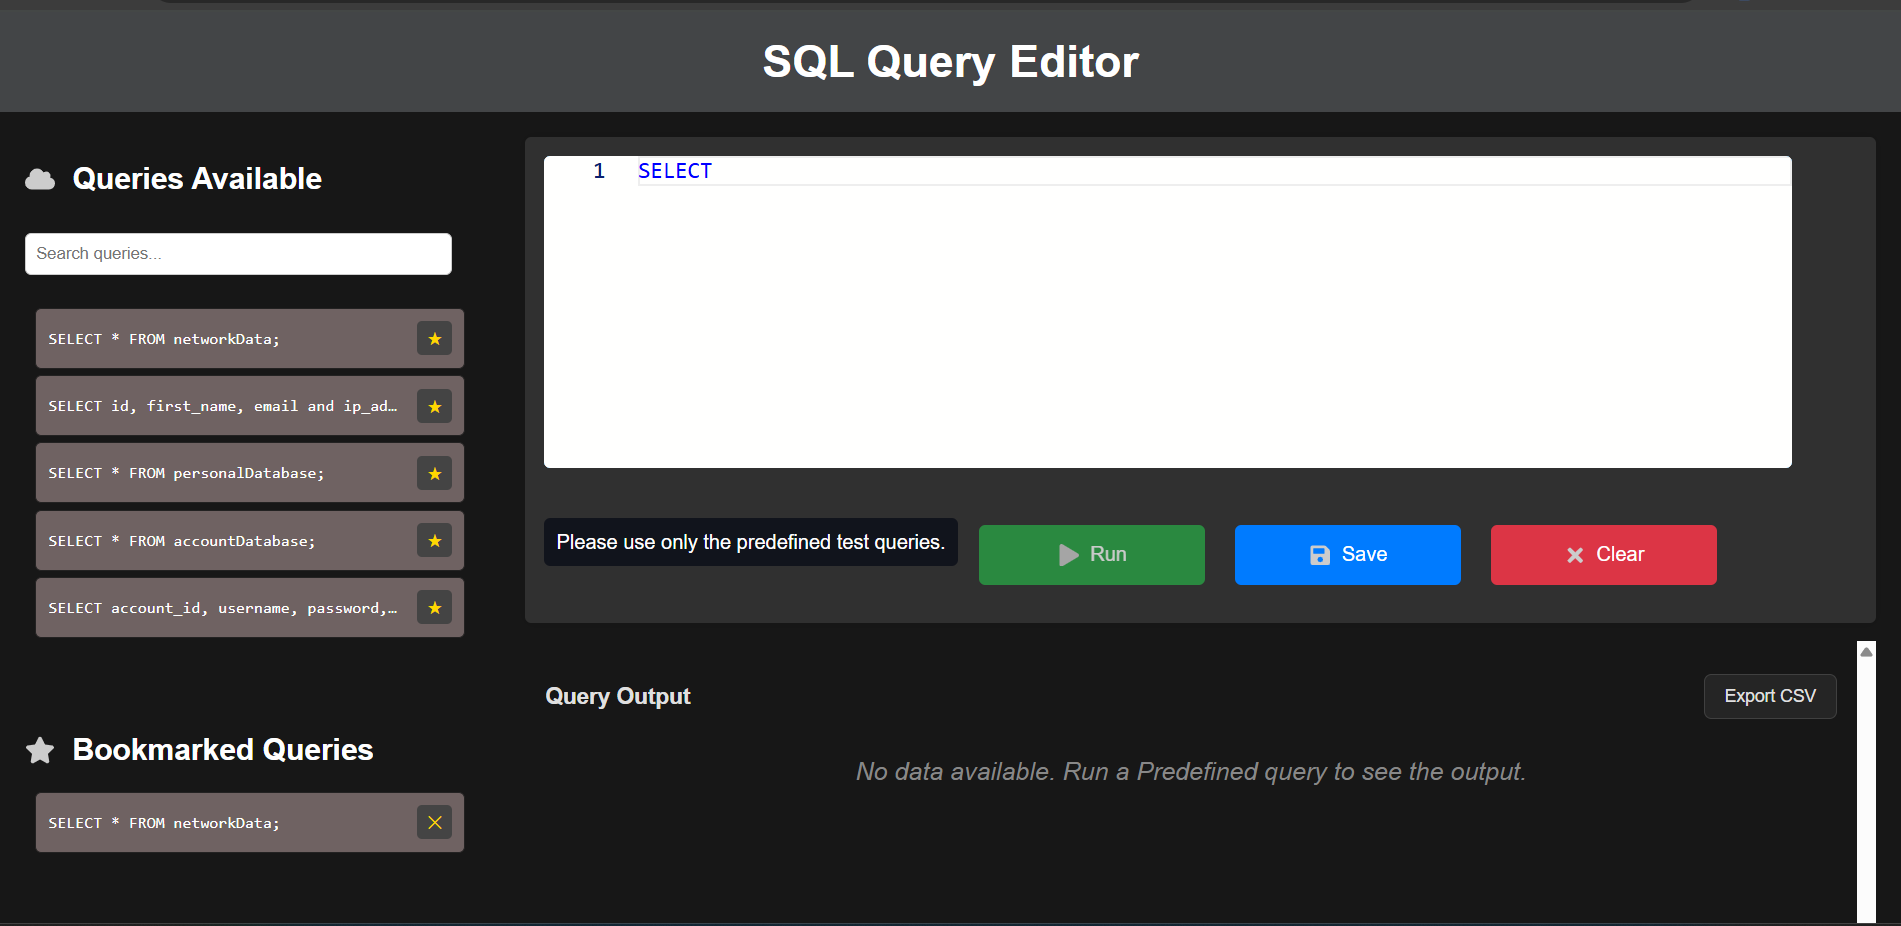 SQL Query Editor
Queries Available
Search queries...
SELECT * FROM networkData;
SELECT id, first_name, email and ip_ad…
SELECT * FROM personalDatabase;
SELECT * FROM accountDatabase;
SELECT account_id, username, password,…
Bookmarked Queries
SELECT * FROM networkData;
1 SELECT
Please use only the predefined test queries.
Run
Save
Clear
Query Output
Export CSV
No data available. Run a Predefined query to see the output.